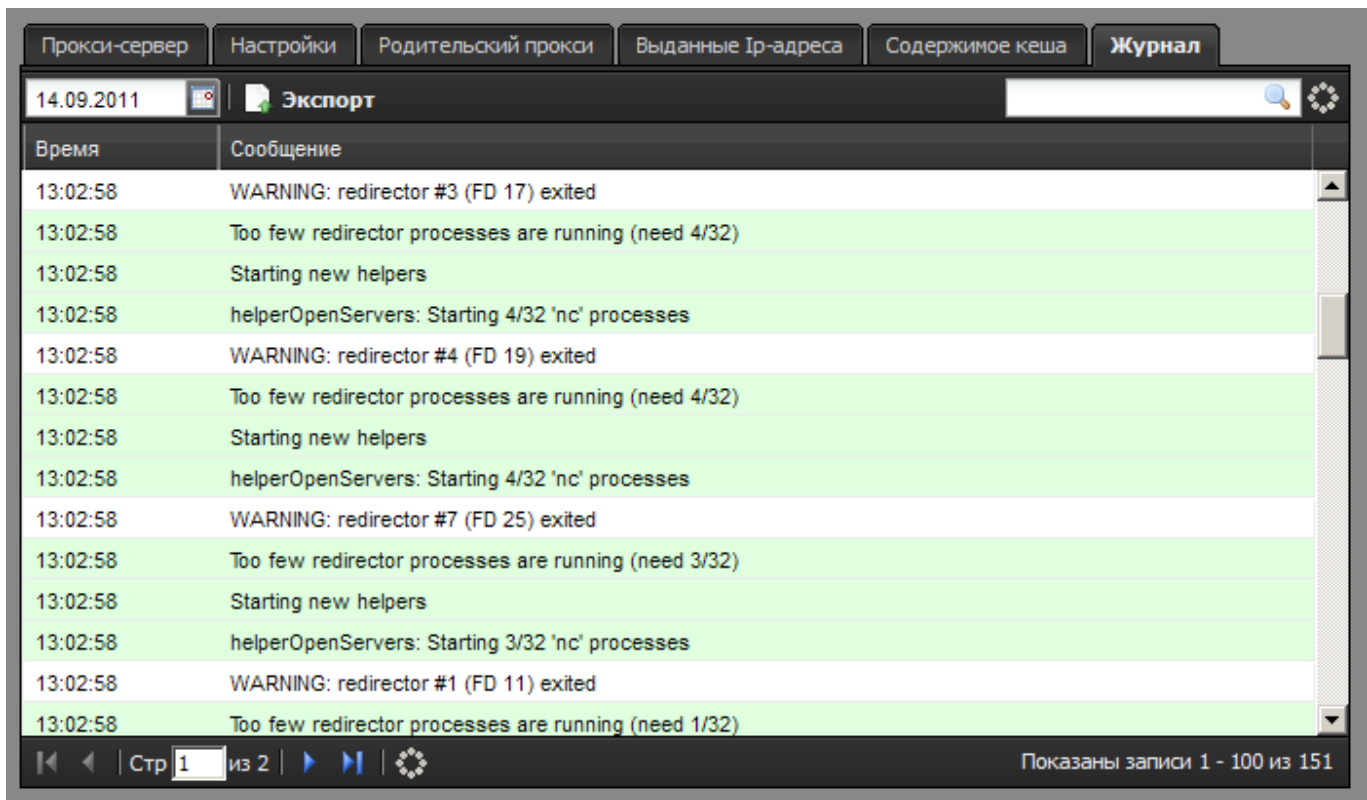 Прокси-сервер Настройки Родительский прокси Выданные Ip-адреса Содержимое кеша Журнал
14.09.2011 Экспорт
Время Сообщение
13:02:58 WARNING: redirector #3 (FD 17) exited
13:02:58 Too few redirector processes are running (need 4/32)
13:02:58 Starting new helpers
13:02:58 helperOpenServers: Starting 4/32 'nc' processes
13:02:58 WARNING: redirector #4 (FD 19) exited
13:02:58 Too few redirector processes are running (need 4/32)
13:02:58 Starting new helpers
13:02:58 helperOpenServers: Starting 4/32 'nc' processes
13:02:58 WARNING: redirector #7 (FD 25) exited
13:02:58 Too few redirector processes are running (need 3/32)
13:02:58 Starting new helpers
13:02:58 helperOpenServers: Starting 3/32 'nc' processes
13:02:58 WARNING: redirector #1 (FD 11) exited
13:02:58 Too few redirector processes are running (need 1/32)
Стр 1 из 2 Показаны записи 1 - 100 из 151